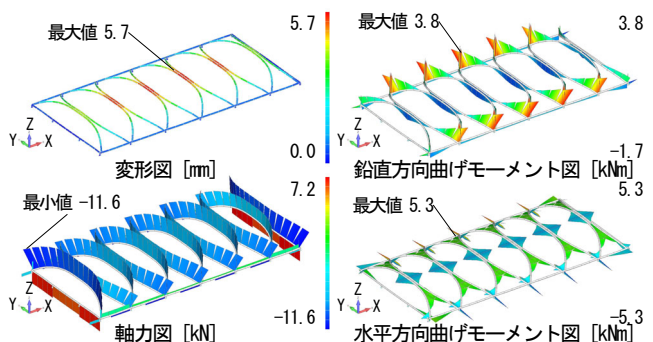 最大値 5.7
5.7
0.0
Z
Y
X
変形図 [mm]
最大値 3.8
3.8
-1.7
Z
Y
X
鉛直方向曲げモーメント図 [kNm]
最小値 -11.6
7.2
-11.6
Z
Y
X
軸力図 [kN]
最大値 5.3
5.3
-5.3
Z
Y
X
水平方向曲げモーメント図 [kNm]